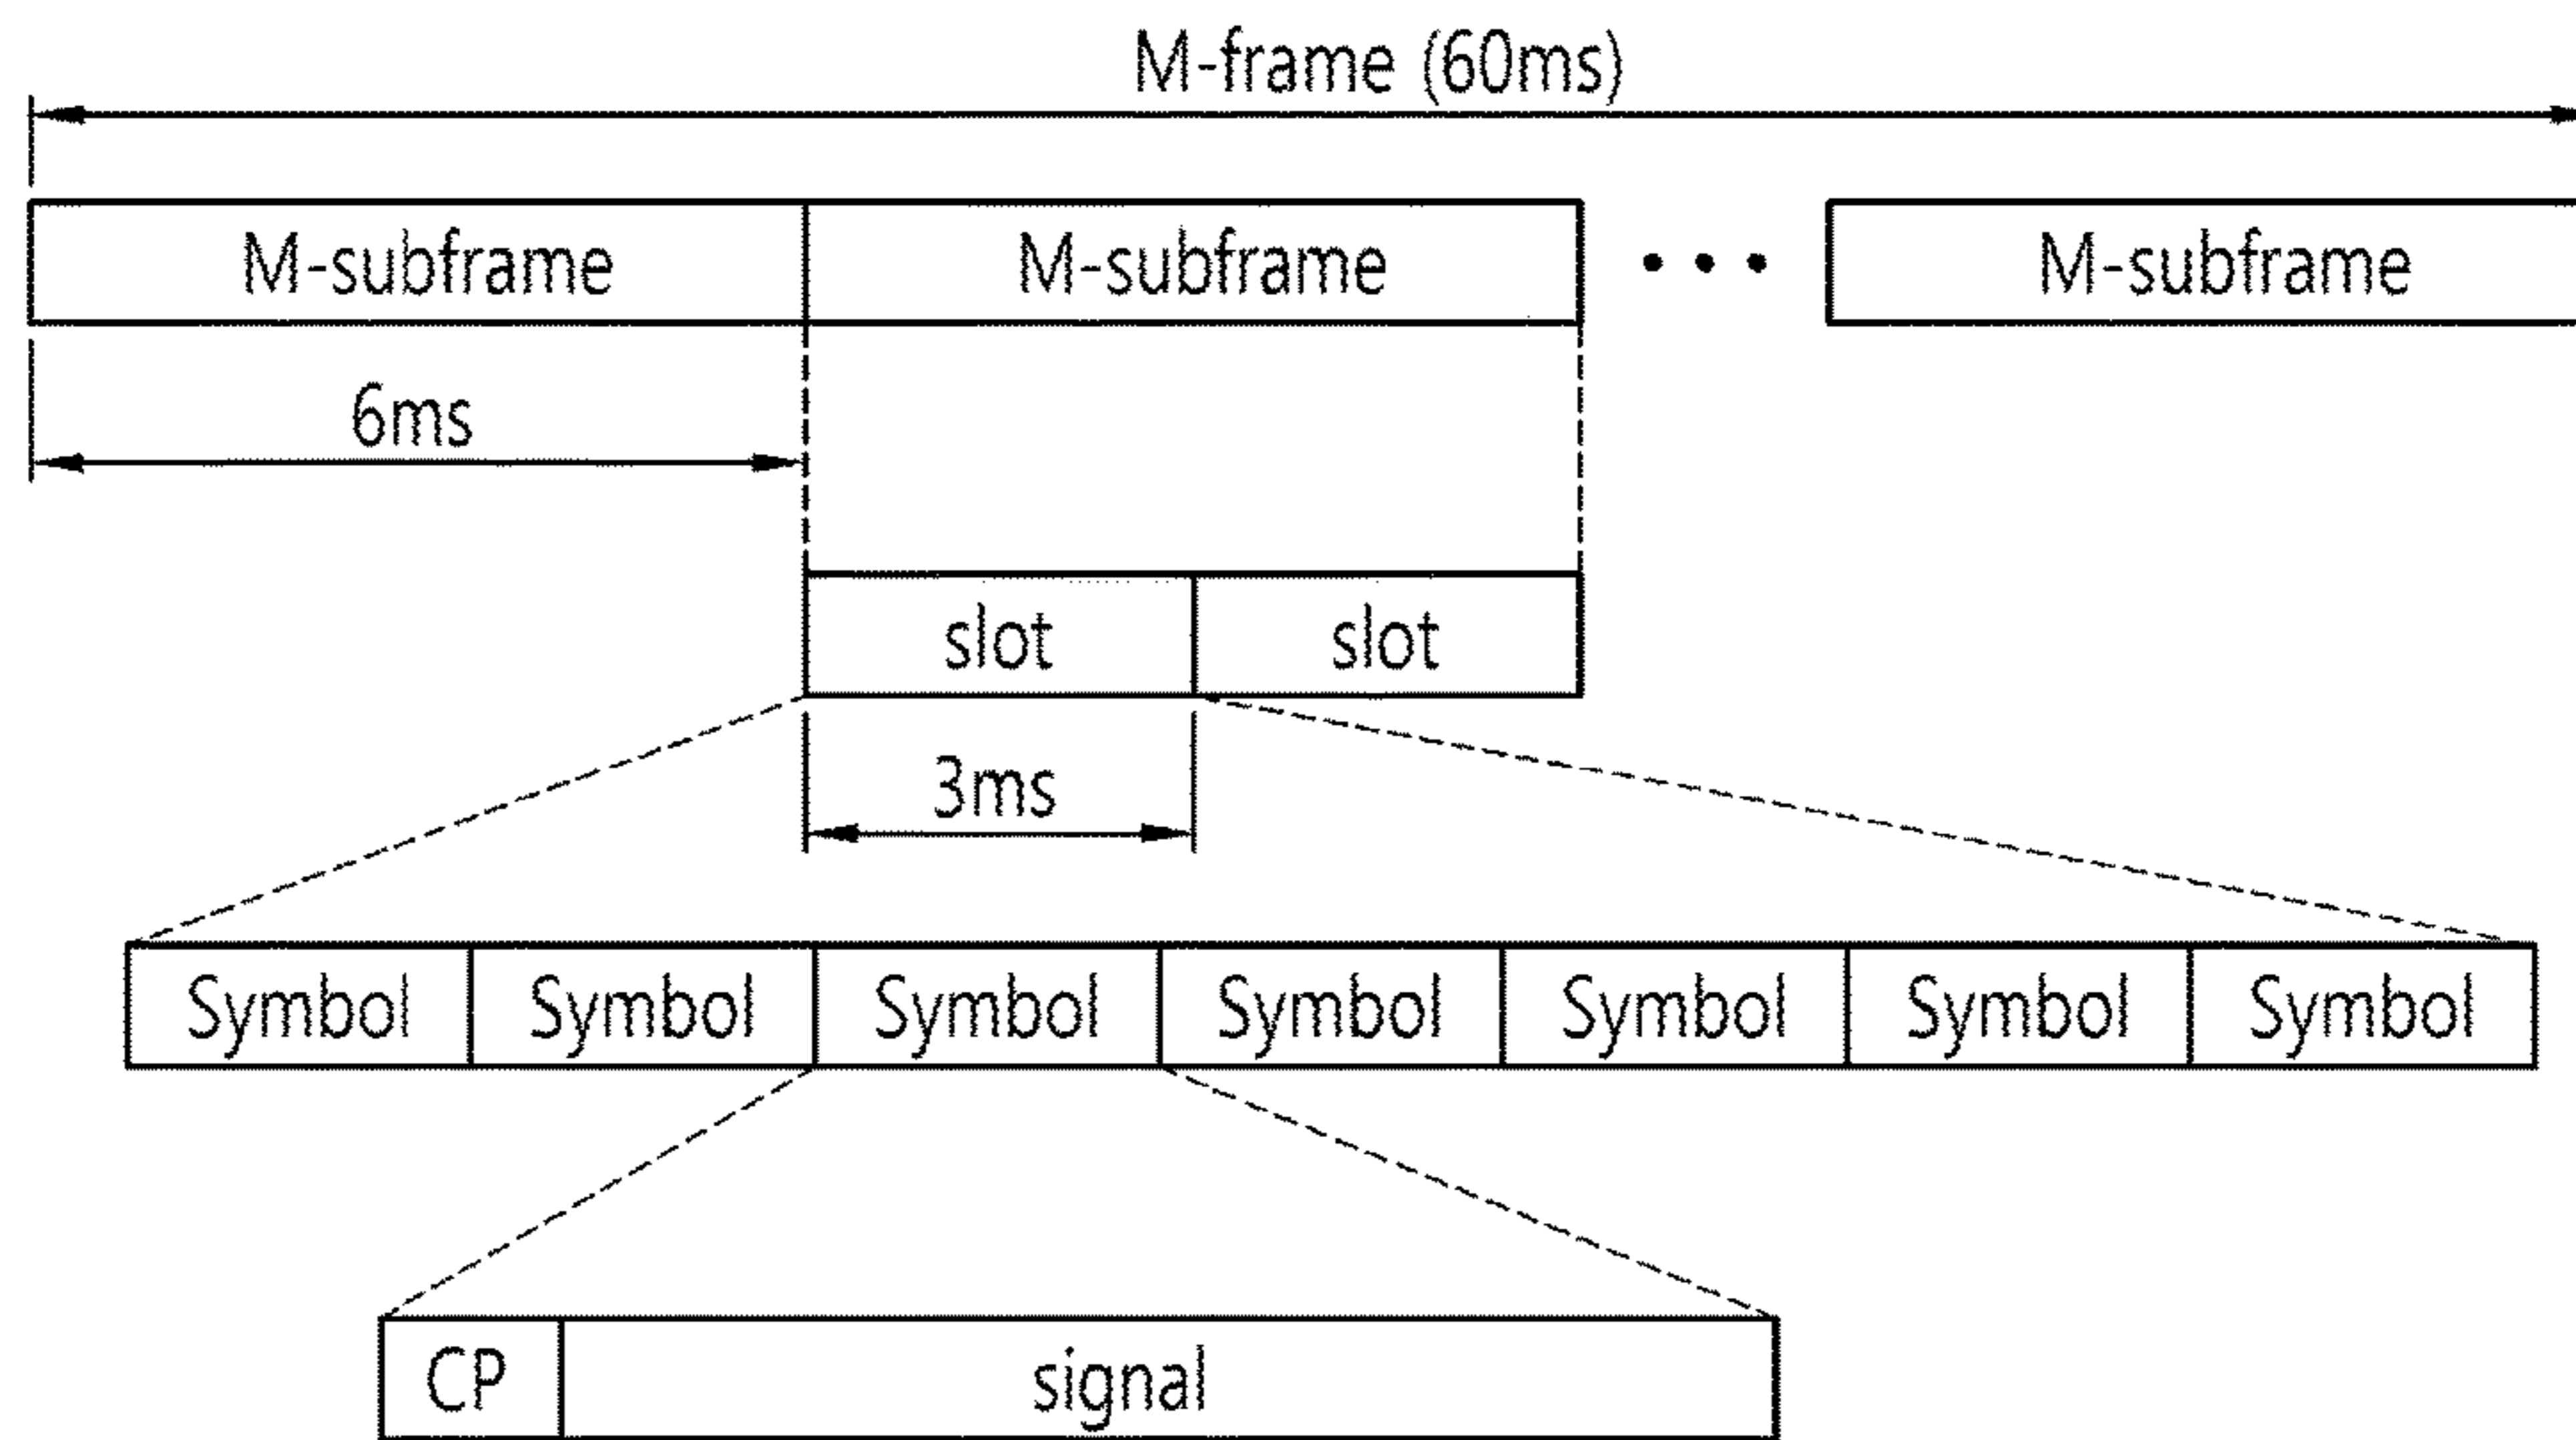 M-frame (60ms)
M-subframe M-subframe • • • M-subframe
6ms
slot slot
3ms
Symbol Symbol Symbol Symbol Symbol Symbol Symbol
CP signal